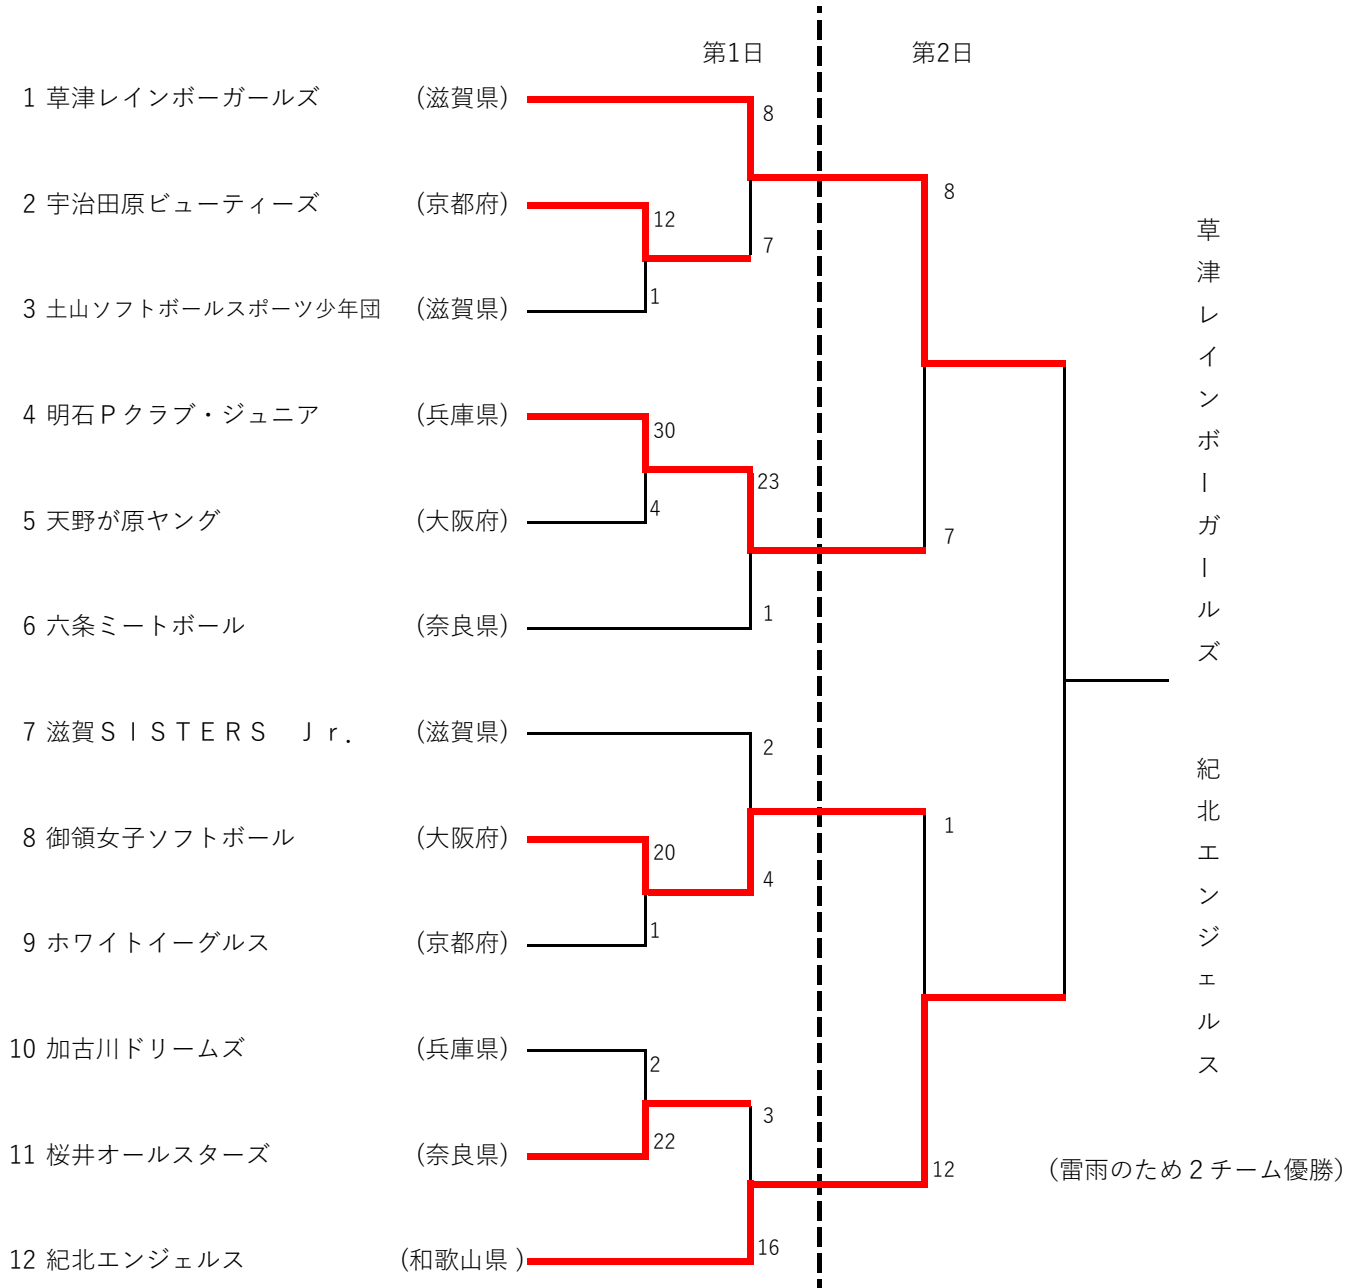 第1日
第2日
1 草津レインボーガールズ (滋賀県)
8
8
2 宇治田原ビューティーズ (京都府)
12
7
3 土山ソフトボールスポーツ少年団 (滋賀県)
1
4 明石Ｐクラブ・ジュニア (兵庫県)
30
23
5 天野が原ヤング (大阪府)
4
7
6 六条ミートボール (奈良県)
1
7 滋賀ＳＩＳＴＥＲＳ　Ｊｒ． (滋賀県)
2
1
8 御領女子ソフトボール (大阪府)
20
4
9 ホワイトイーグルス (京都府)
1
10 加古川ドリームズ (兵庫県)
2
3
11 桜井オールスターズ (奈良県)
22
12
12 紀北エンジェルス (和歌山県 )
16
草津レインボーガールズ
紀北エンジェルス
(雷雨のため２チーム優勝)